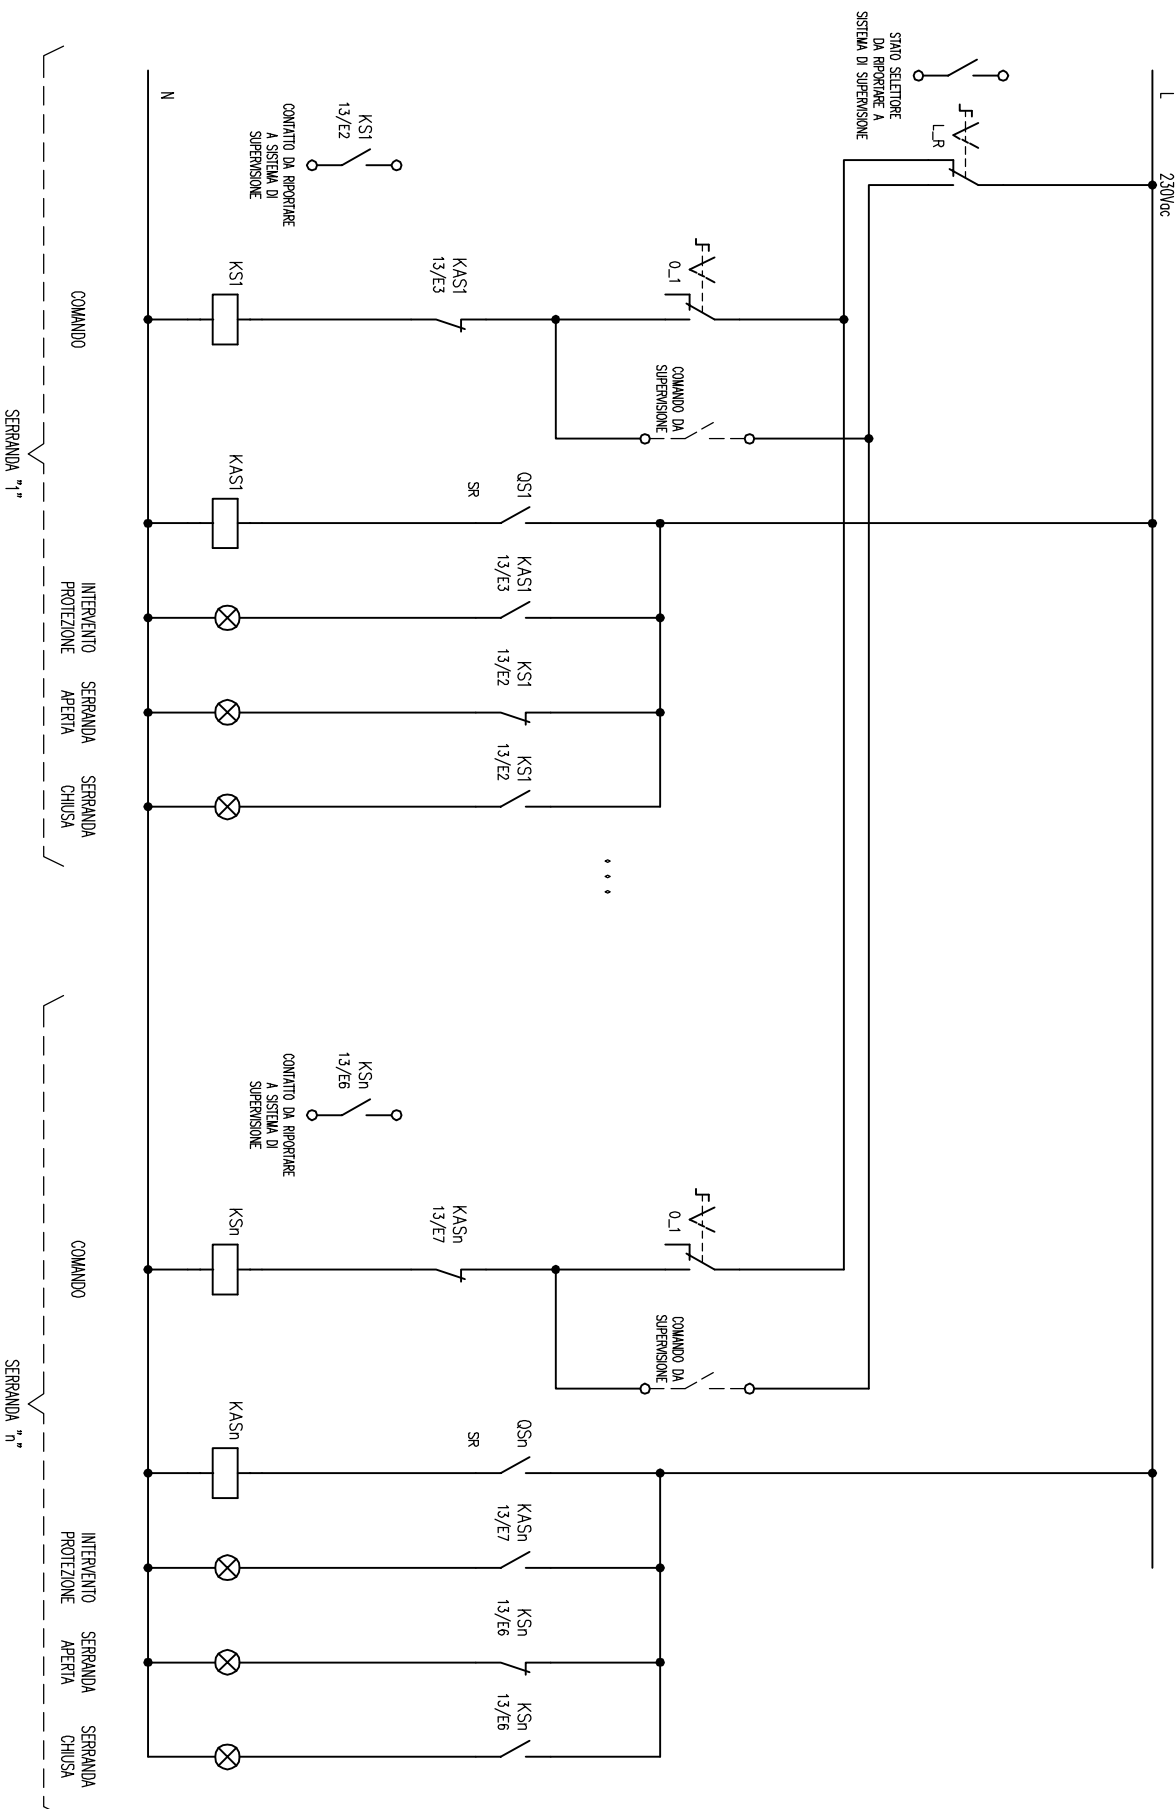 L
230Vac
STATO SELETTORE
DA RIPORTARE A
SISTEMA DI SUPERVISIONE
L_R
N
KS1
13/E2
CONTATTO DA RIPORTARE
A SISTEMA DI
SUPERVISIONE
0_1
COMANDO DA
SUPERVISIONE
KAS1
13/E3
KS1
COMANDO
QS1
SR
KAS1
KAS1
13/E3
INTERVENTO
PROTEZIONE
KS1
13/E2
SERRANDA
APERTA
KS1
13/E2
SERRANDA
CHIUSA
SERRANDA "1"
KSn
13/E6
CONTATTO DA RIPORTARE
A SISTEMA DI
SUPERVISIONE
0_1
COMANDO DA
SUPERVISIONE
KASn
13/E7
KSn
COMANDO
QSn
SR
KASn
KASn
13/E7
INTERVENTO
PROTEZIONE
KSn
13/E6
SERRANDA
APERTA
KSn
13/E6
SERRANDA
CHIUSA
SERRANDA "n"